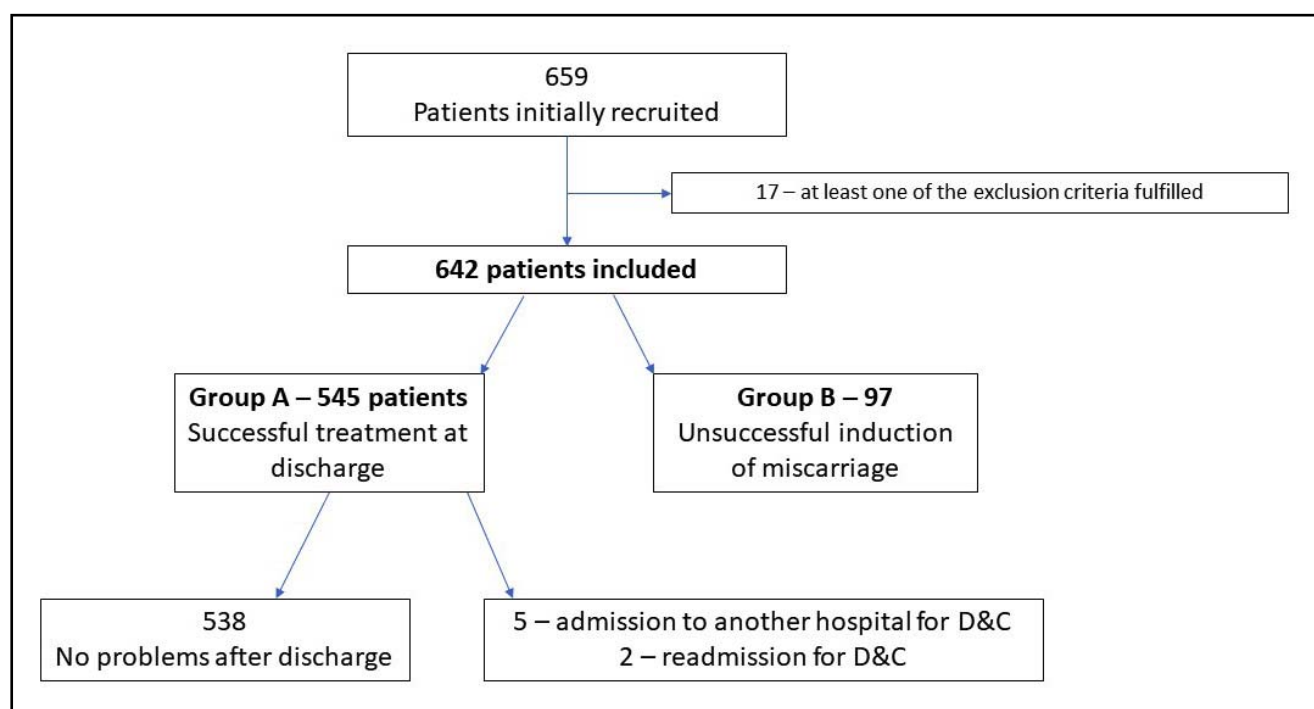 659
Patients initially recruited
17 – at least one of the exclusion criteria fulfilled
642 patients included
Group A – 545 patients
Successful treatment at
discharge
Group B – 97
Unsuccessful induction
of miscarriage
538
No problems after discharge
5 – admission to another hospital for D&C
2 – readmission for D&C